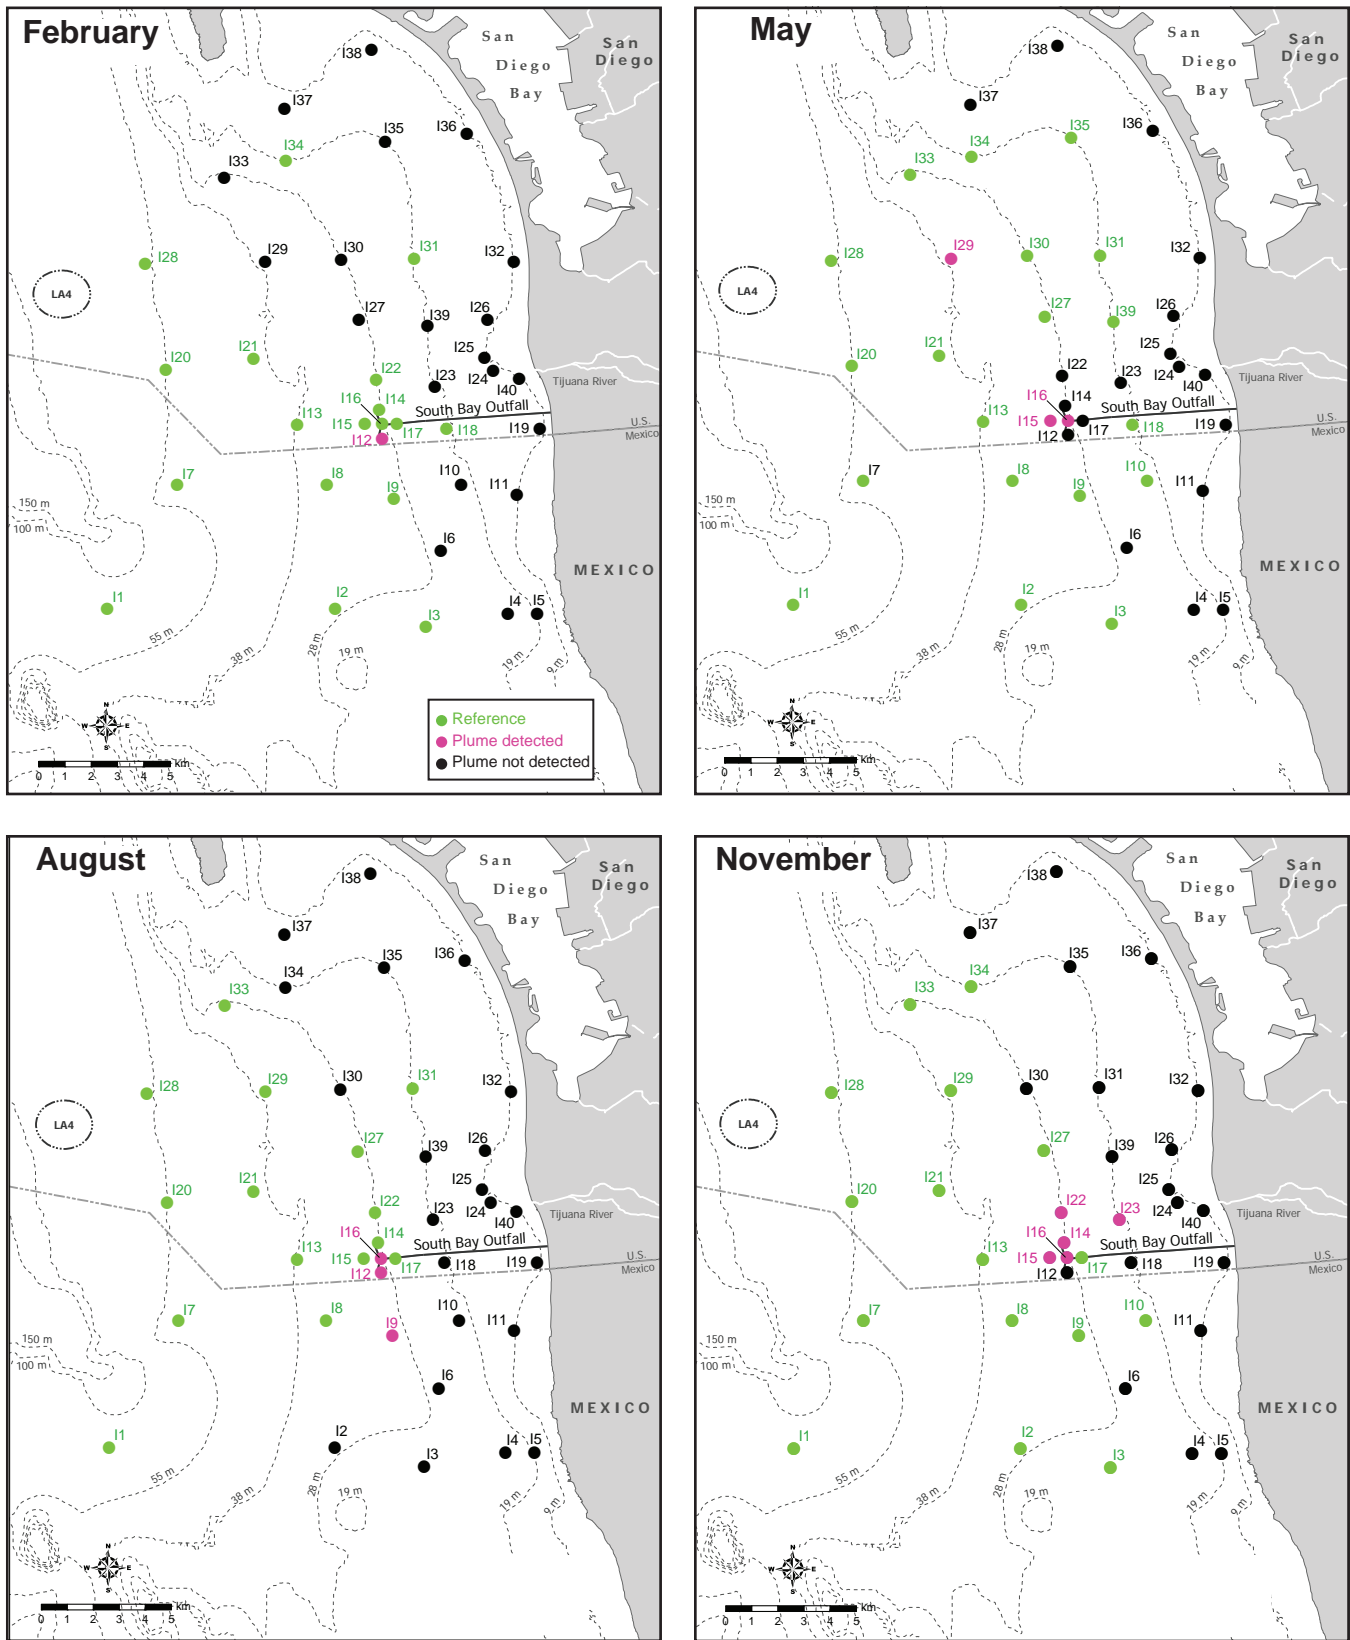 February
San
Diego
Bay
San
Diego
I38
I37
I36
I35
I34
I33
I32
I31
I30
I29
I28
LA4
I27
I26
I39
I25
I21
I20
I24
I23
I22
I40
Tijuana River
I16
I14
South Bay Outfall
I13
I15
I17
I18
I19
U.S.
Mexico
I12
I7
I8
I9
I10
I11
150 m
100 m
I6
MEXICO
I1
I2
I3
I4
I5
55 m
38 m
28 m
19 m
19 m
9 m
N
W
E
S
0 1 2 3 4 5 km
Reference
Plume detected
Plume not detected
May
San
Diego
Bay
San
Diego
I38
I37
I36
I35
I34
I33
I32
I31
I30
I29
I28
LA4
I27
I26
I39
I25
I21
I20
I24
I23
I22
I40
Tijuana River
I16
I14
South Bay Outfall
I13
I15
I17
I18
I19
U.S.
Mexico
I12
I7
I8
I9
I10
I11
150 m
100 m
I6
MEXICO
I1
I2
I3
I4
I5
55 m
38 m
28 m
19 m
19 m
9 m
N
W
E
S
0 1 2 3 4 5 km
August
San
Diego
Bay
San
Diego
I38
I37
I36
I35
I34
I33
I32
I31
I30
I29
I28
LA4
I27
I26
I39
I25
I21
I20
I24
I23
I22
I40
Tijuana River
I16
I14
South Bay Outfall
I13
I15
I17
I18
I19
U.S.
Mexico
I12
I7
I8
I9
I10
I11
150 m
100 m
I6
MEXICO
I1
I2
I3
I4
I5
55 m
38 m
28 m
19 m
19 m
9 m
N
W
E
S
0 1 2 3 4 5 km
November
San
Diego
Bay
San
Diego
I38
I37
I36
I35
I34
I33
I32
I31
I30
I29
I28
LA4
I27
I26
I39
I25
I21
I20
I24
I23
I22
I40
Tijuana River
I16
I14
South Bay Outfall
I13
I15
I17
I18
I19
U.S.
Mexico
I12
I7
I8
I9
I10
I11
150 m
100 m
I6
MEXICO
I1
I2
I3
I4
I5
55 m
38 m
28 m
19 m
19 m
9 m
N
W
E
S
0 1 2 3 4 5 km